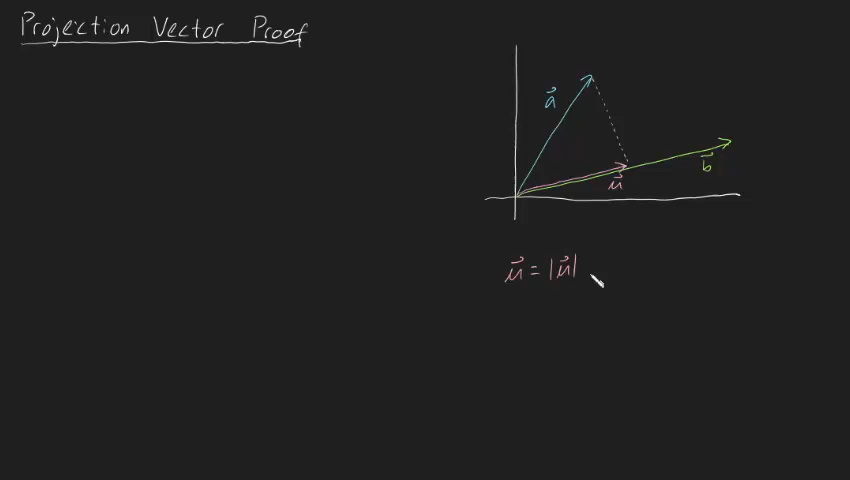 Projection Vector Proof
a⃗
b⃗
u⃗
u⃗ = |u⃗|